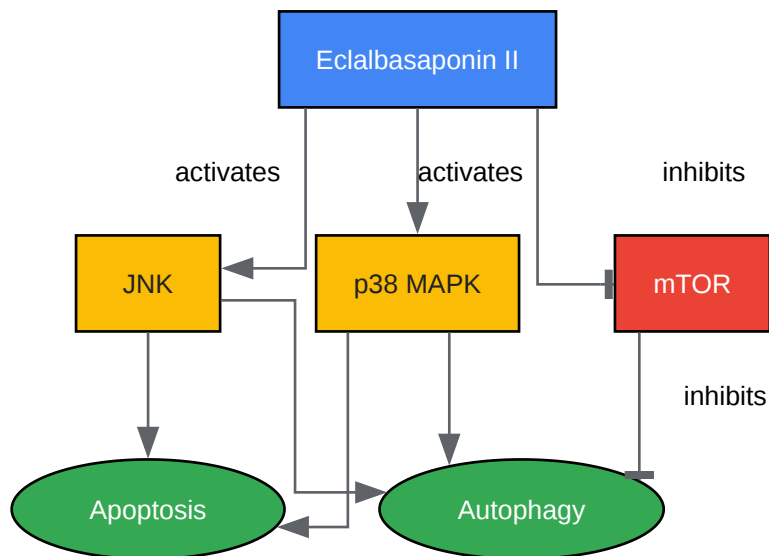 Eclalbasaponin II
activates
activates
inhibits
JNK
p38 MAPK
mTOR
inhibits
Apoptosis
Autophagy